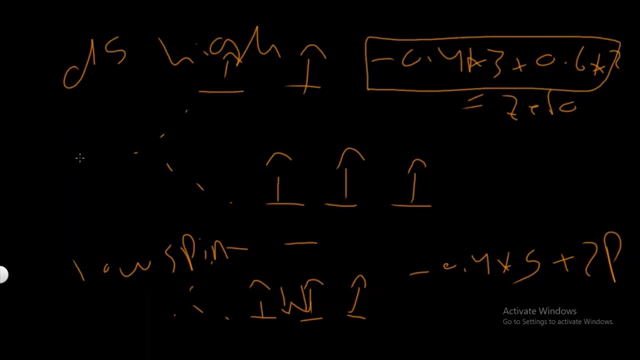 d5 high
-0.4*3 + 0.6*2
= zero
low spin
-0.4*5 + 2P
Activate Windows
Go to Settings to activate Windows.